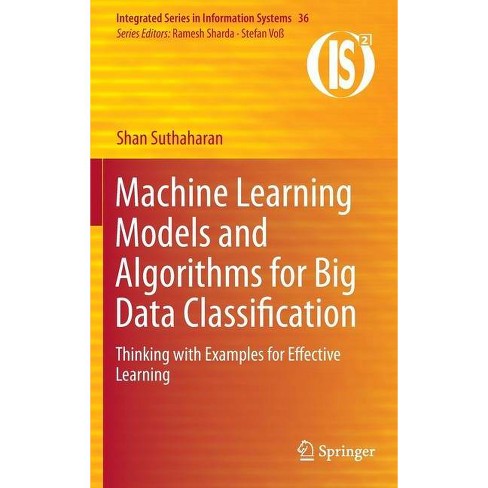 Integrated Series in Information Systems 36
Series Editors: Ramesh Sharda · Stefan Voß
IS 2
Shan Suthaharan
Machine Learning
Models and
Algorithms for Big
Data Classification
Thinking with Examples for Effective
Learning
Springer